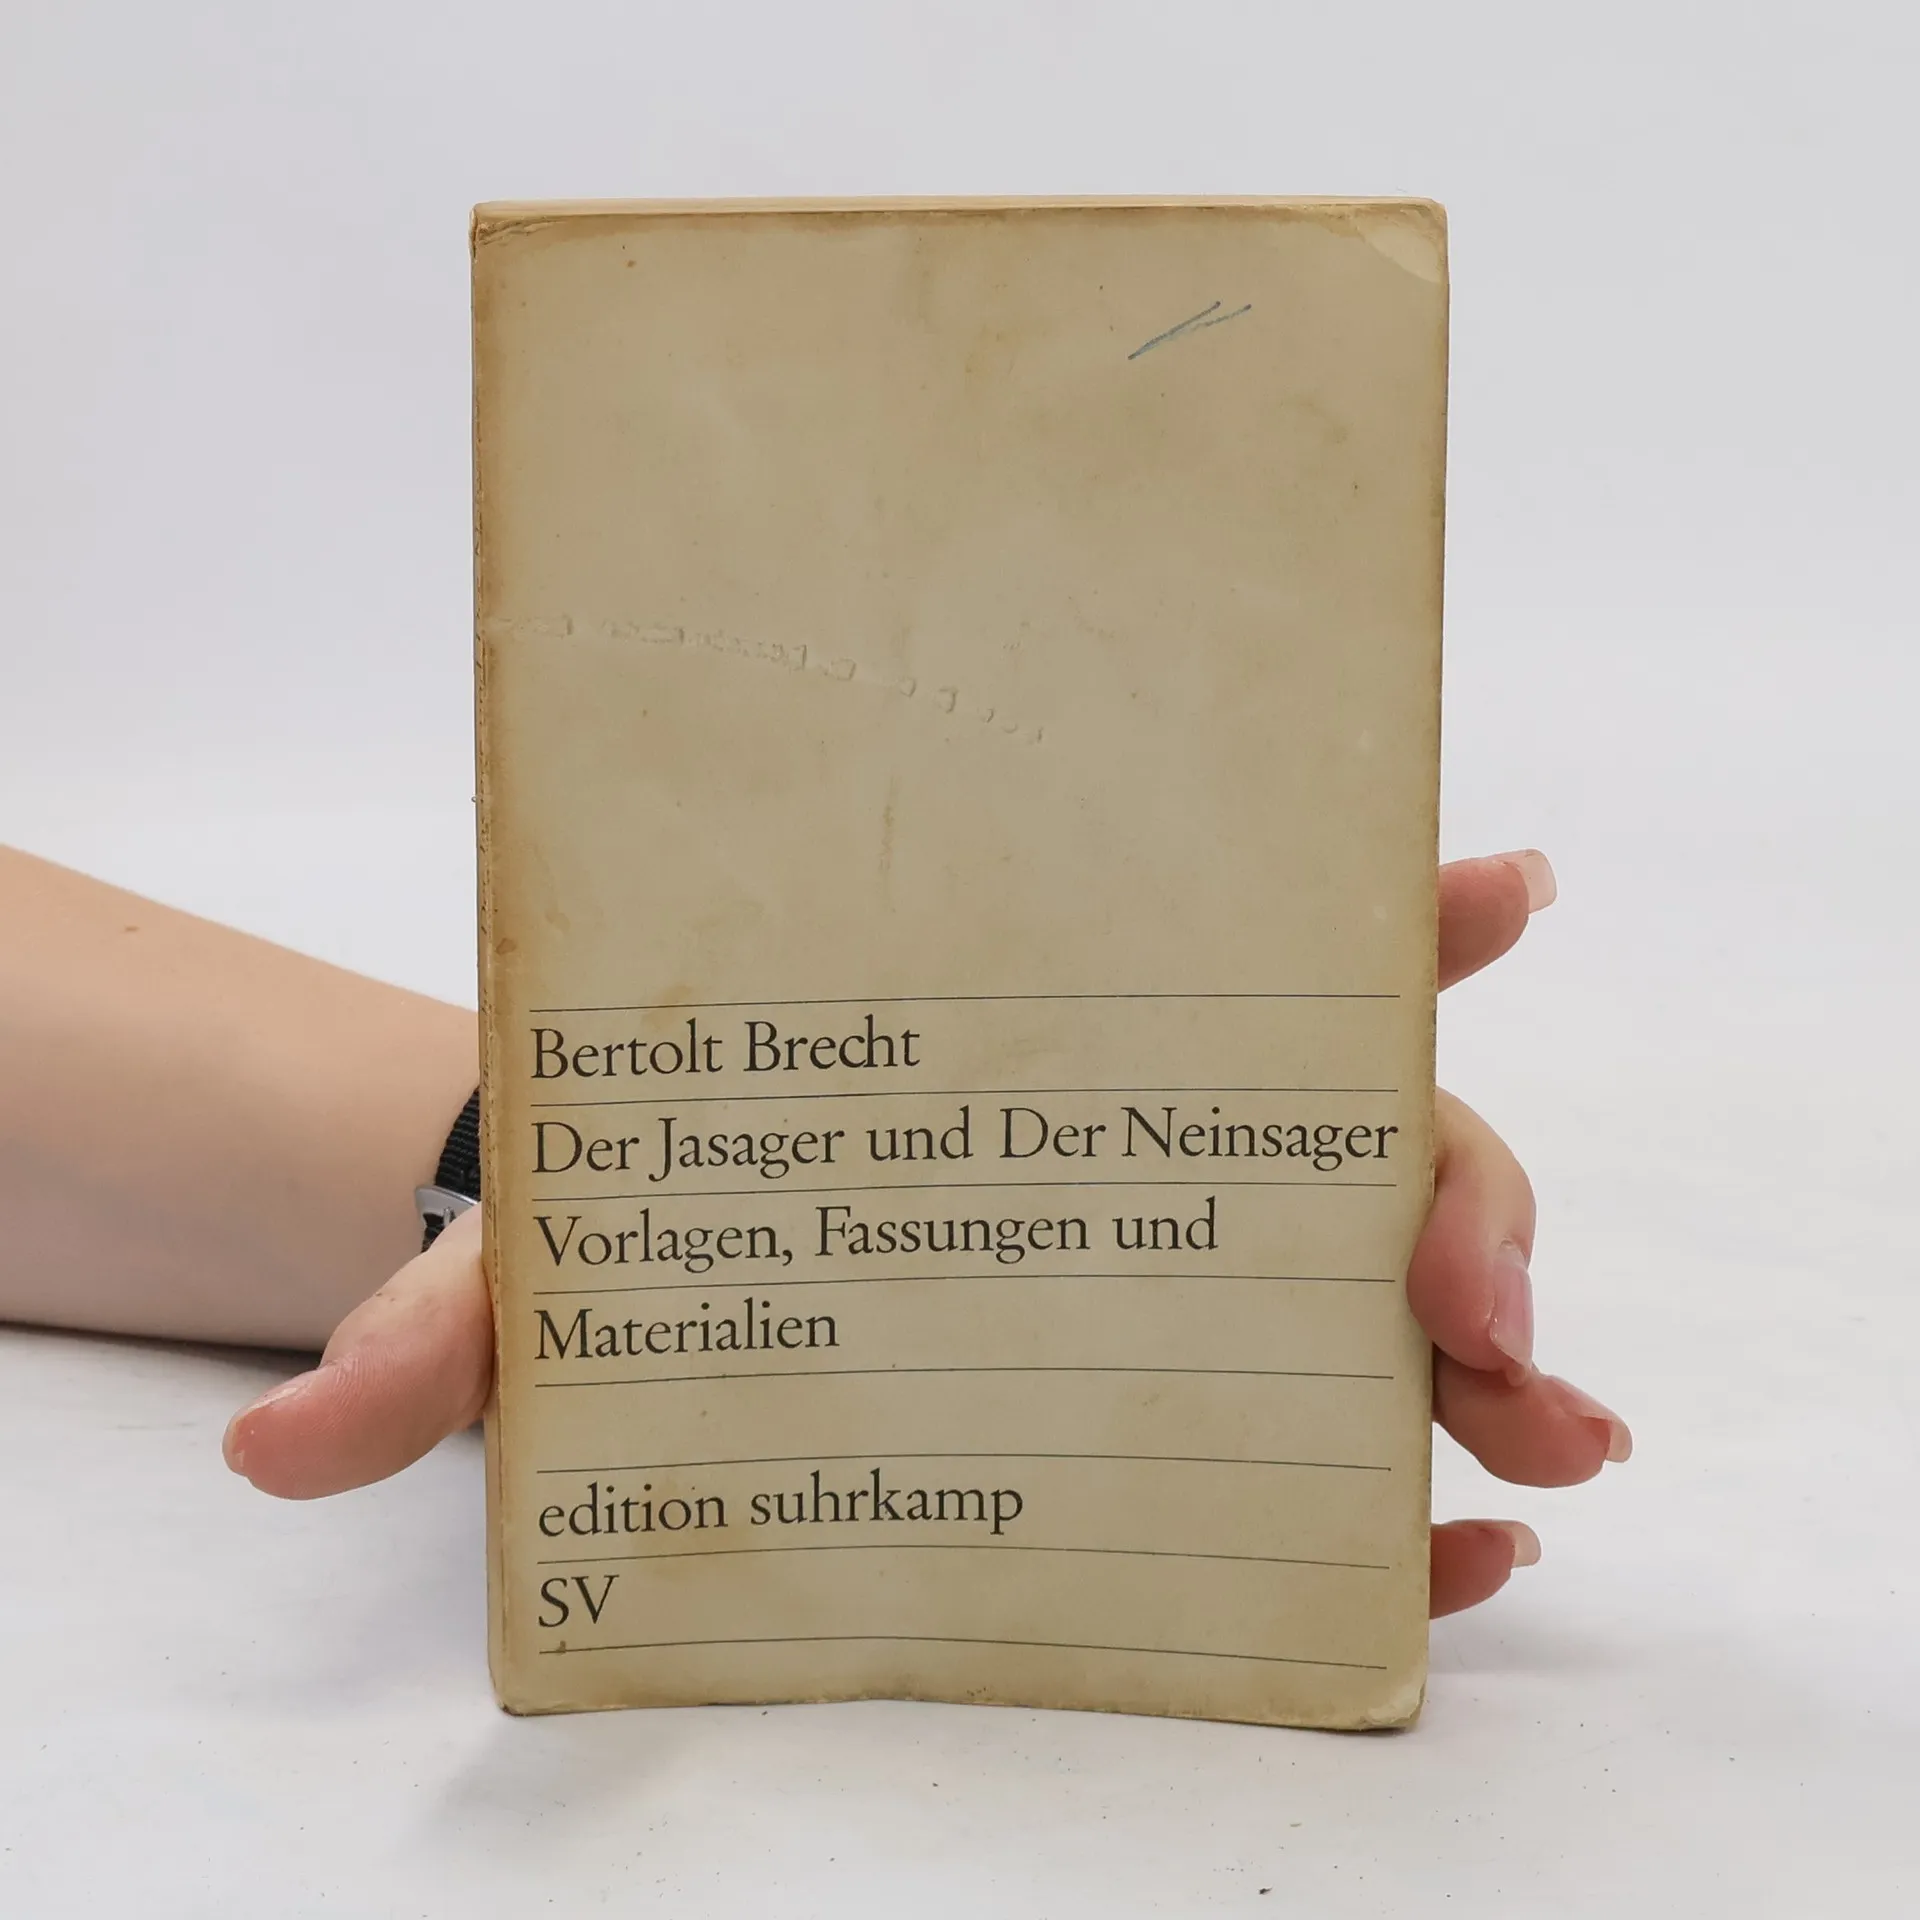 Bertolt Brecht
Der Jasager und Der Neinsager
Vorlagen, Fassungen und
Materialien
edition suhrkamp
SV